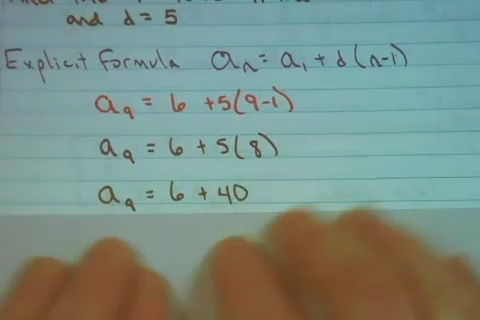 and d = 5
Explicit Formula aₙ = a₁ + d(n-1)
a₉ = 6 + 5(9-1)
a₉ = 6 + 5(8)
a₉ = 6 + 40